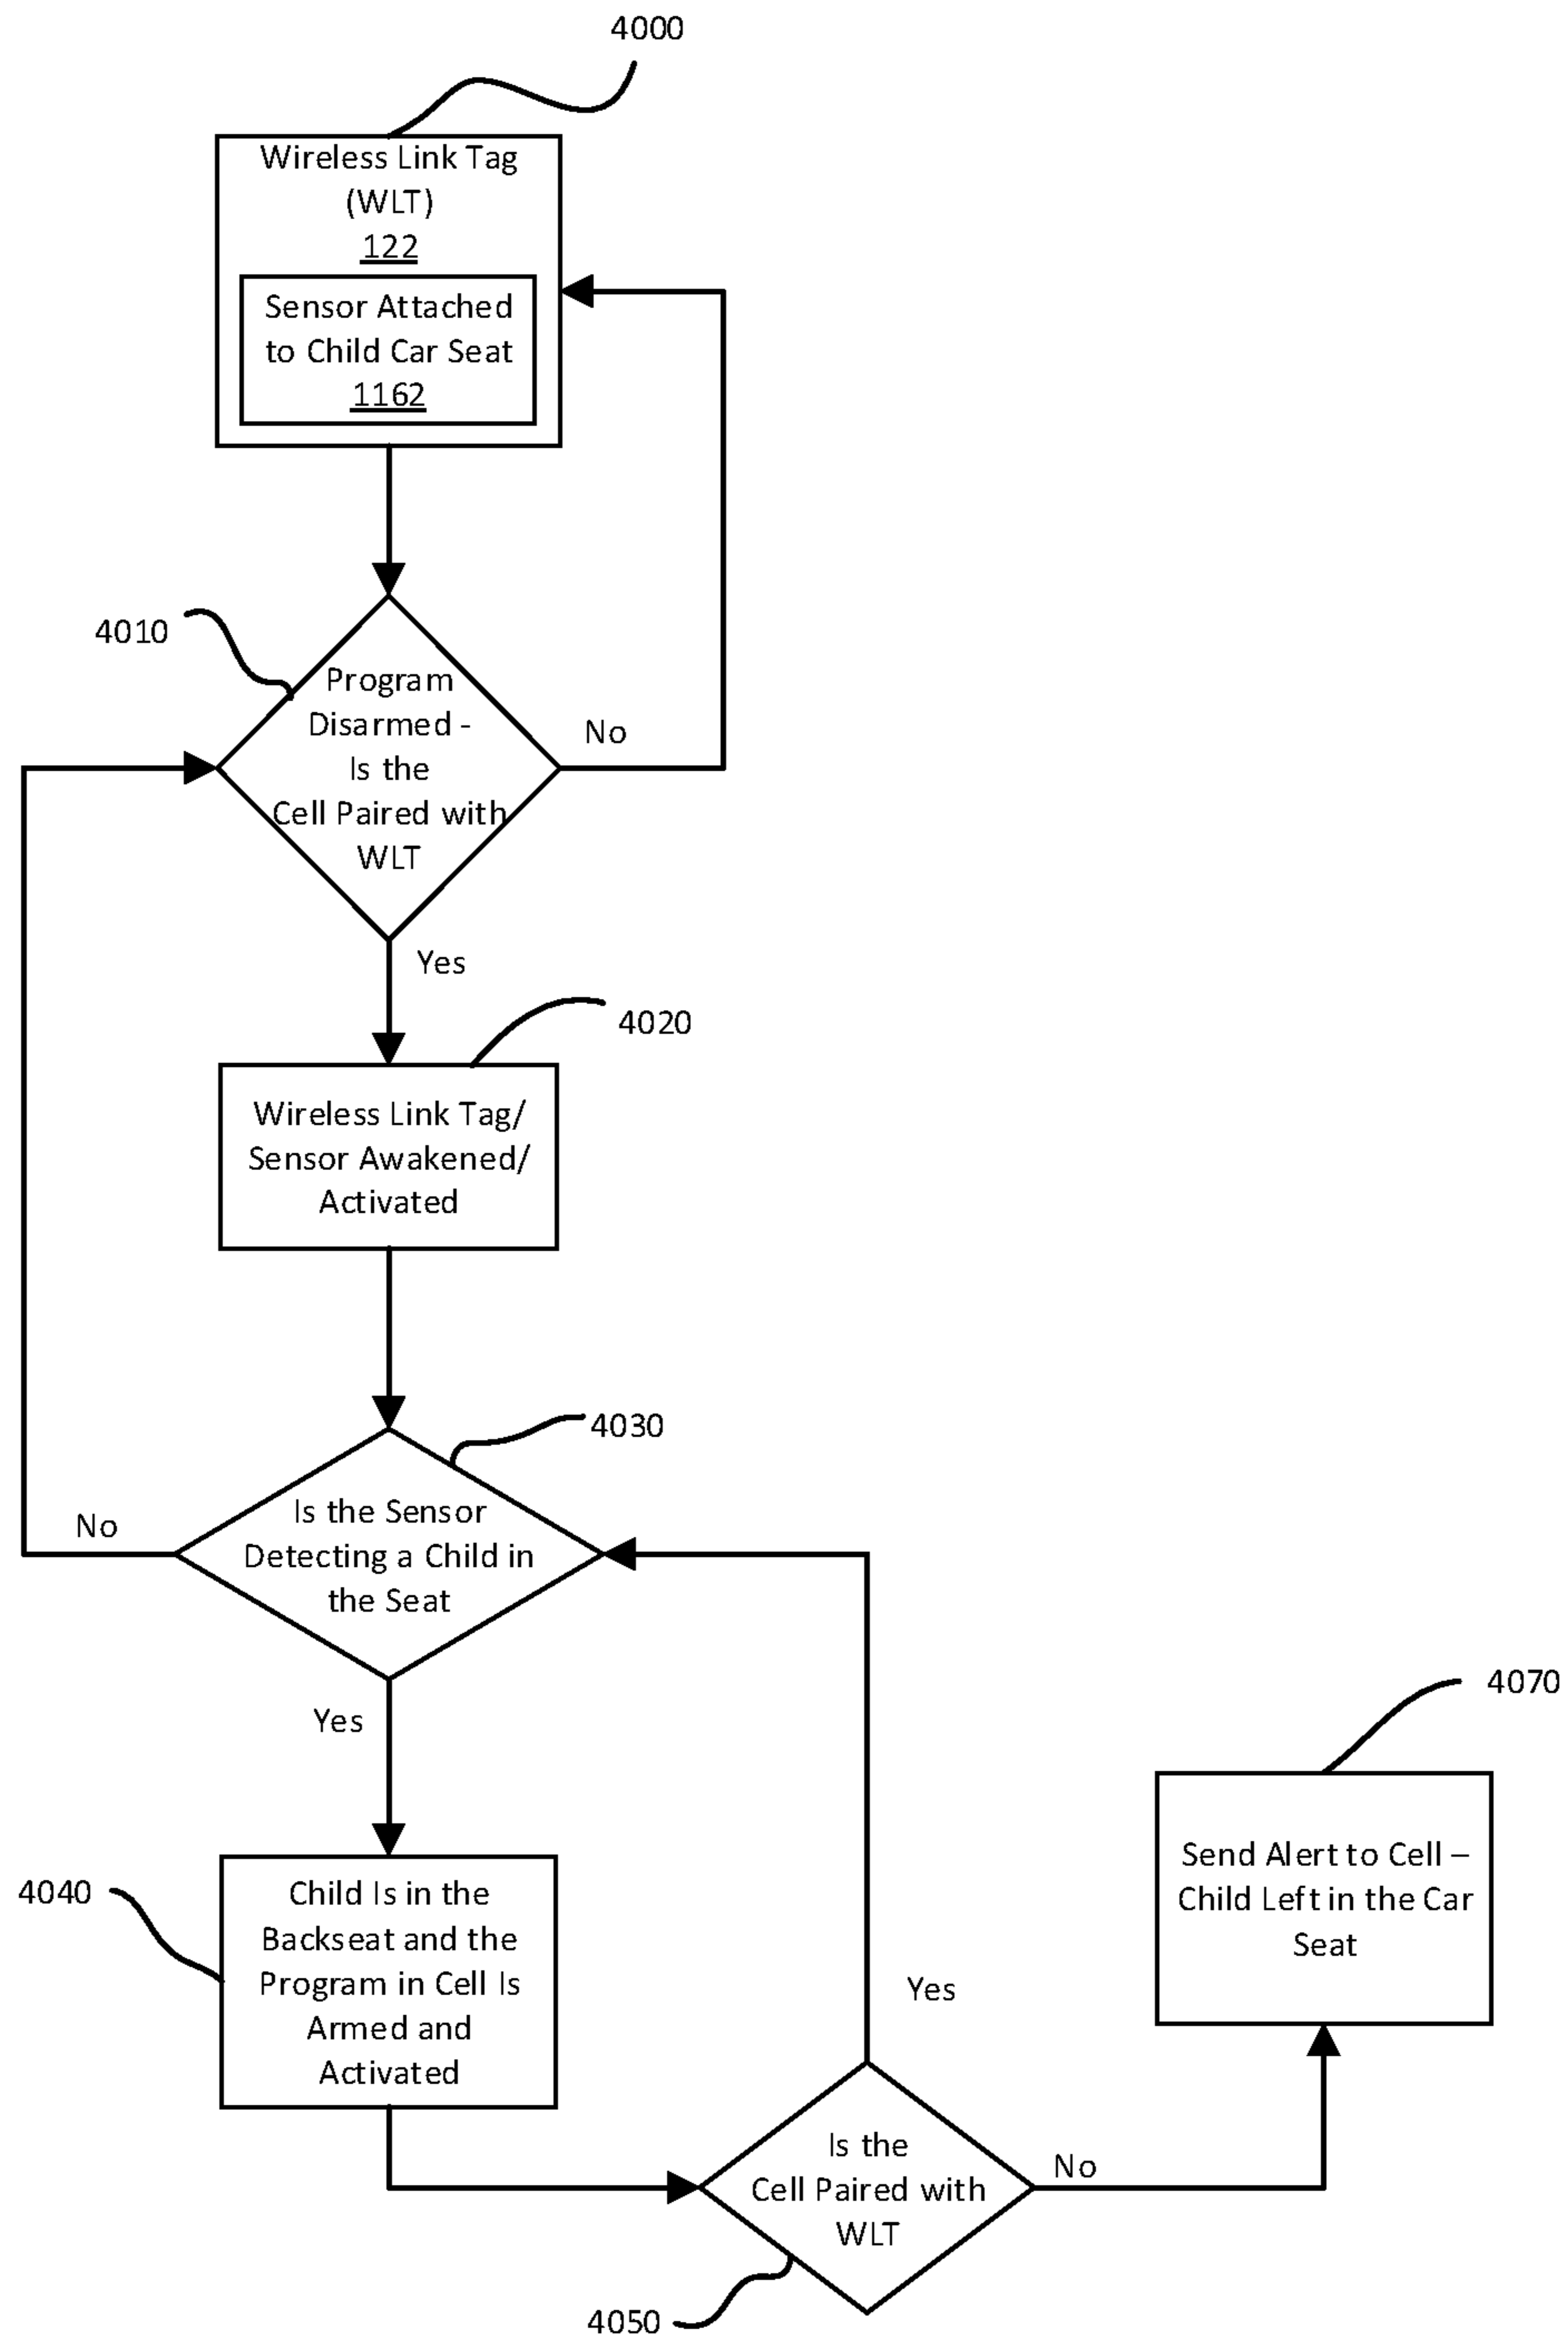 4000
Wireless Link Tag
(WLT)
122
Sensor Attached
to Child Car Seat
1162
4010
Program
Disarmed -
Is the
Cell Paired with
WLT
No
Yes
4020
Wireless Link Tag/
Sensor Awakened/
Activated
4030
Is the Sensor
Detecting a Child in
the Seat
No
Yes
4040
Child Is in the
Backseat and the
Program in Cell Is
Armed and
Activated
Yes
Is the
Cell Paired with
WLT
No
4050
4070
Send Alert to Cell –
Child Left in the Car
Seat